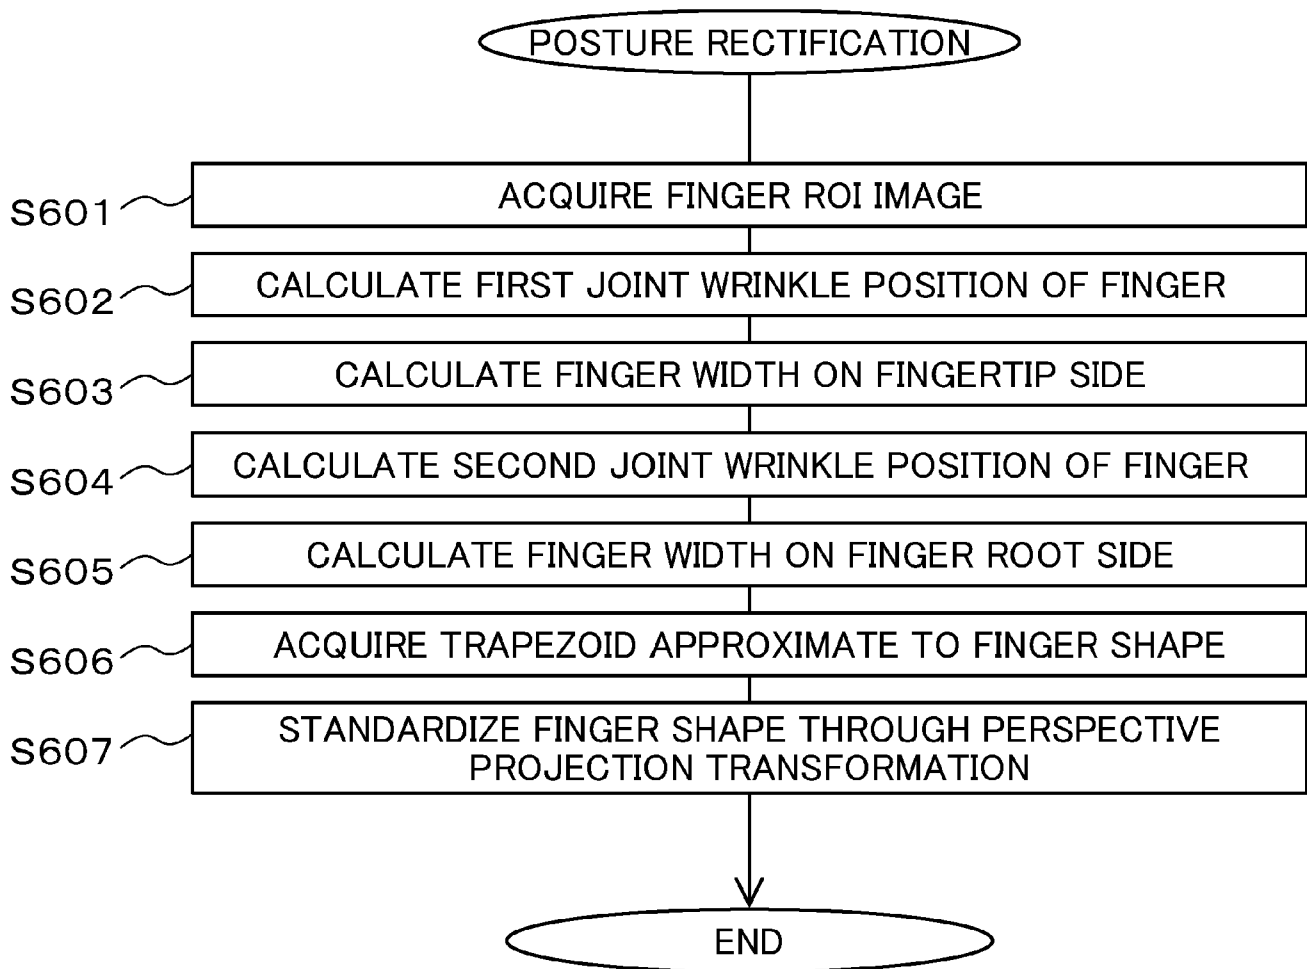 POSTURE RECTIFICATION
S601 ACQUIRE FINGER ROI IMAGE
S602 CALCULATE FIRST JOINT WRINKLE POSITION OF FINGER
S603 CALCULATE FINGER WIDTH ON FINGERTIP SIDE
S604 CALCULATE SECOND JOINT WRINKLE POSITION OF FINGER
S605 CALCULATE FINGER WIDTH ON FINGER ROOT SIDE
S606 ACQUIRE TRAPEZOID APPROXIMATE TO FINGER SHAPE
S607 STANDARDIZE FINGER SHAPE THROUGH PERSPECTIVE
PROJECTION TRANSFORMATION
END